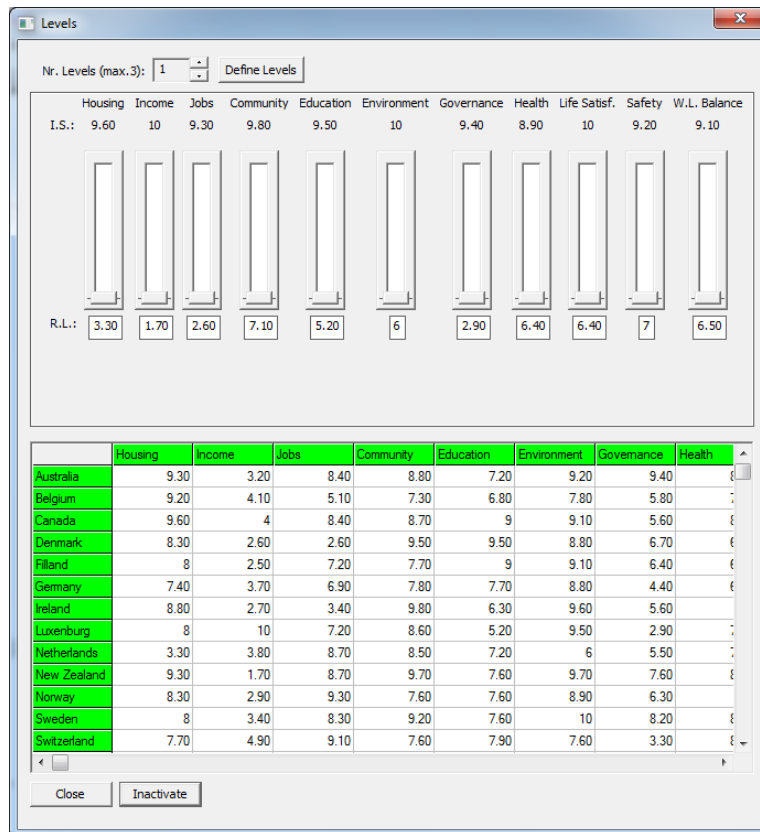 Levels
Nr. Levels (max.3): 1 Define Levels
Housing Income Jobs Community Education Environment Governance Health Life Satisf. Safety W.L. Balance
I.S.: 9.60 10 9.30 9.80 9.50 10 9.40 8.90 10 9.20 9.10
R.L.: 3.30 1.70 2.60 7.10 5.20 6 2.90 6.40 6.40 7 6.50
Housing Income Jobs Community Education Environment Governance Health
Australia 9.30 3.20 8.40 8.80 7.20 9.20 9.40
Belgium 9.20 4.10 5.10 7.30 6.80 7.80 5.80
Canada 9.60 4 8.40 8.70 9 9.10 5.60
Denmark 8.30 2.60 2.60 9.50 9.50 8.80 6.70
Filland 8 2.50 7.20 7.70 9 9.10 6.40
Germany 7.40 3.70 6.90 7.80 7.70 8.80 4.40
Ireland 8.80 2.70 3.40 9.80 6.30 9.60 5.60
Luxenburg 8 10 7.20 8.60 5.20 9.50 2.90
Netherlands 3.30 3.80 8.70 8.50 7.20 6 5.50
New Zealand 9.30 1.70 8.70 9.70 7.60 9.70 7.60
Norway 8.30 2.90 9.30 7.60 7.60 8.90 6.30
Sweden 8 3.40 8.30 9.20 7.60 10 8.20
Switzerland 7.70 4.90 9.10 7.60 7.90 7.60 3.30
Close Inactivate